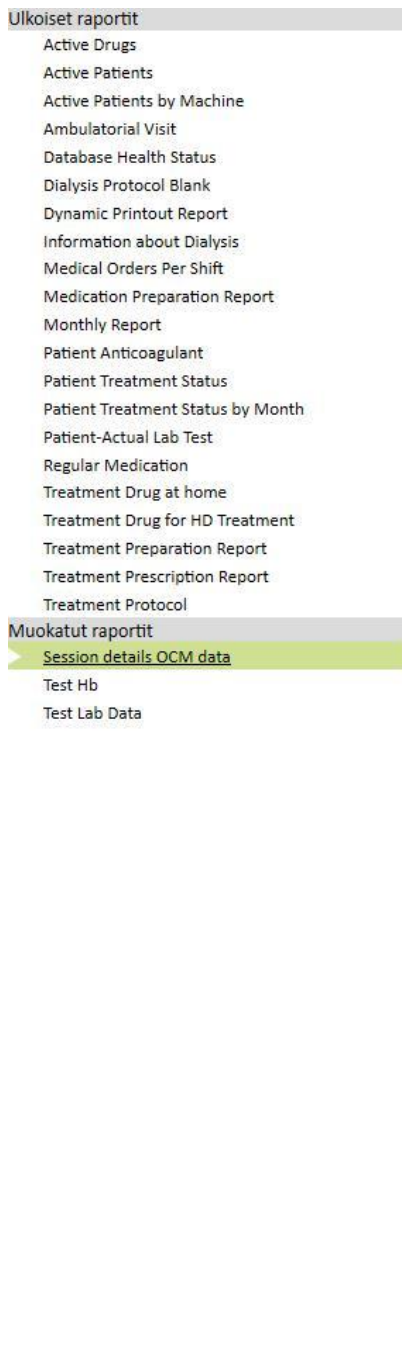 Ulkoiset raportit
Active Drugs
Active Patients
Active Patients by Machine
Ambulatorial Visit
Database Health Status
Dialysis Protocol Blank
Dynamic Printout Report
Information about Dialysis
Medical Orders Per Shift
Medication Preparation Report
Monthly Report
Patient Anticoagulant
Patient Treatment Status
Patient Treatment Status by Month
Patient-Actual Lab Test
Regular Medication
Treatment Drug at home
Treatment Drug for HD Treatment
Treatment Preparation Report
Treatment Prescription Report
Treatment Protocol
Muokatut raportit
Session details OCM data
Test Hb
Test Lab Data